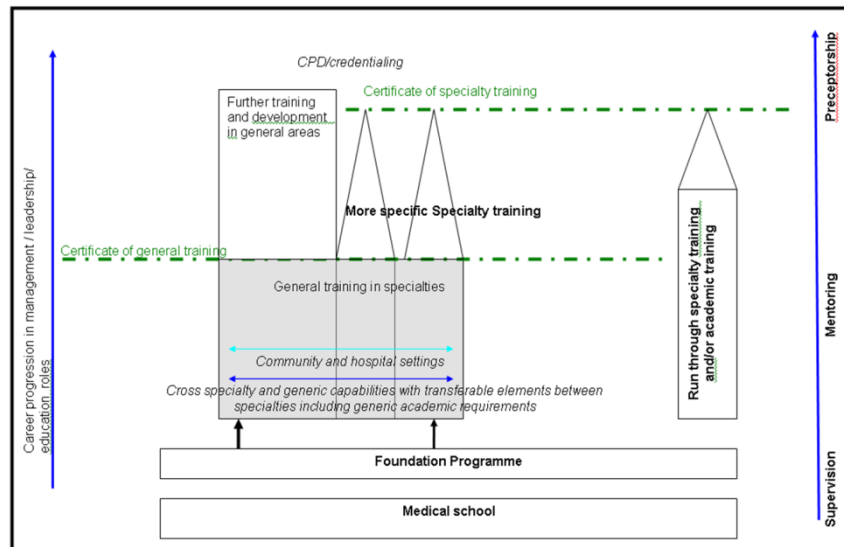 CPD/credentialing
Certificate of specialty training
Further training
and development
in general areas
More specific Specialty training
Certificate of general training
General training in specialties
Community and hospital settings
Cross specialty and generic capabilities with transferable elements between
specialties including generic academic requirements
Foundation Programme
Medical school
Career progression in management / leadership/
education roles
Run through specialty training
and/or academic training
Preceptorship
Mentoring
Supervision